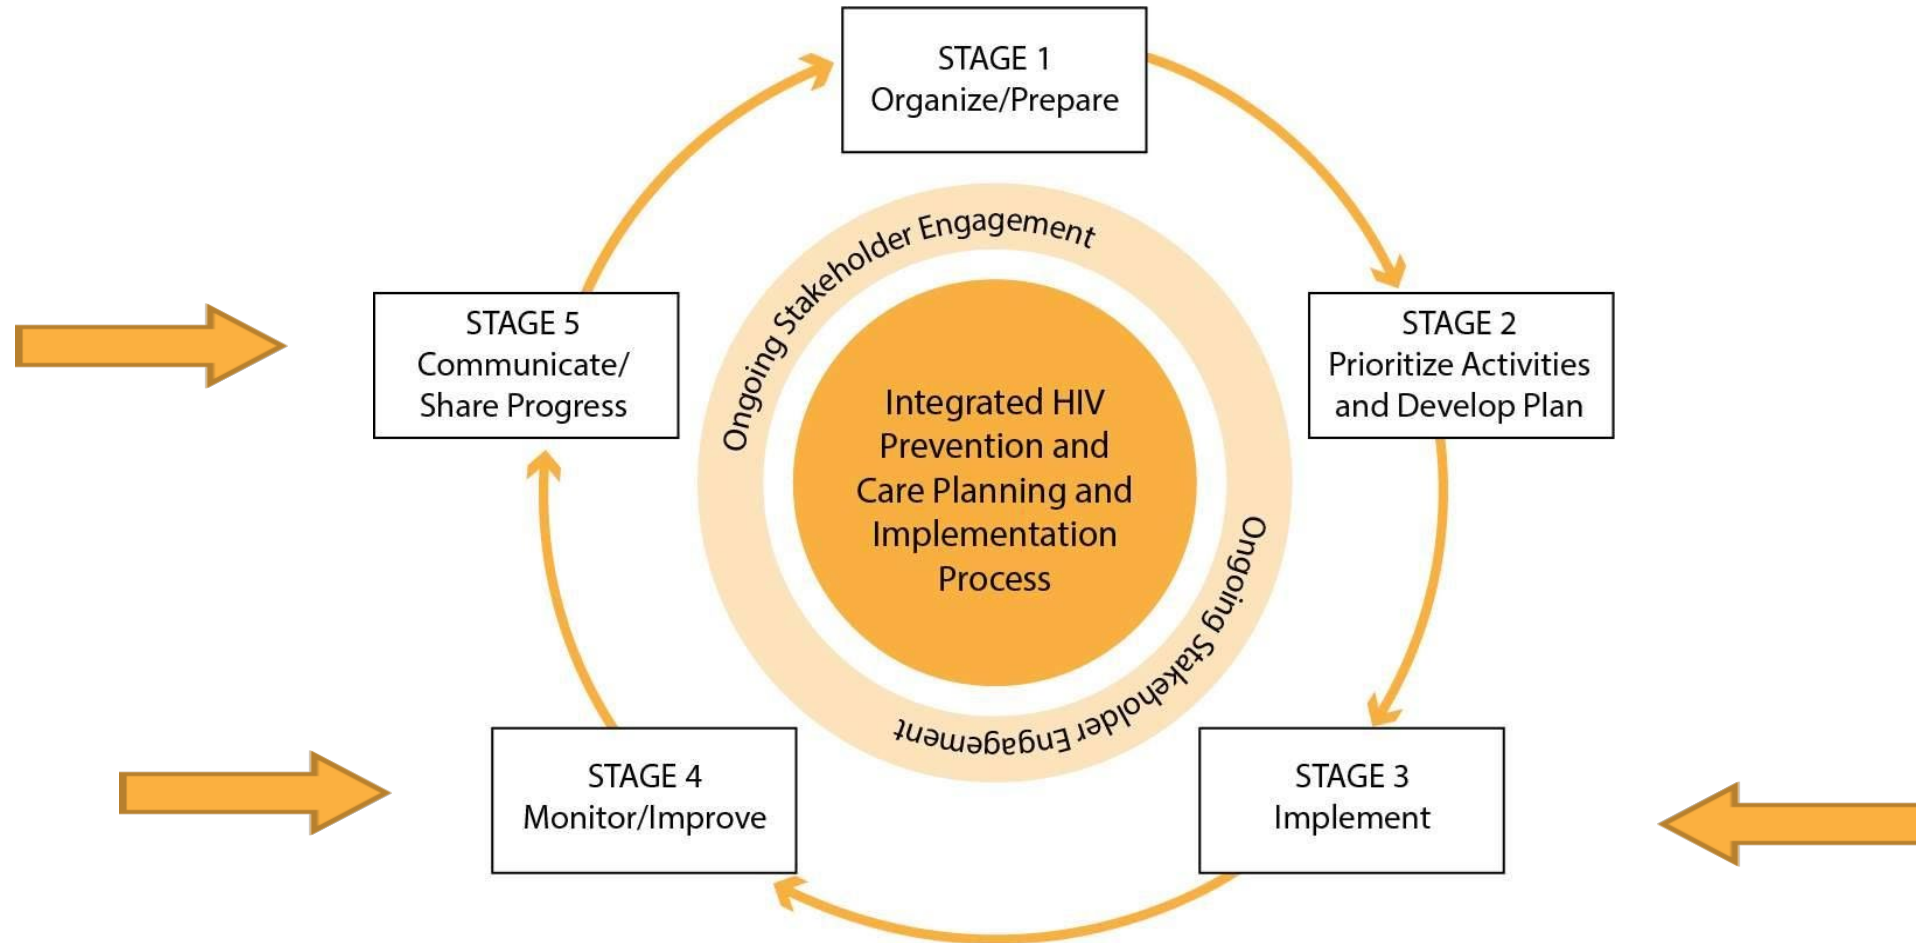 STAGE 1
Organize/Prepare
STAGE 2
Prioritize Activities
and Develop Plan
STAGE 3
Implement
STAGE 4
Monitor/Improve
STAGE 5
Communicate/
Share Progress
Ongoing Stakeholder Engagement
Ongoing Stakeholder Engagement
Integrated HIV
Prevention and
Care Planning and
Implementation
Process